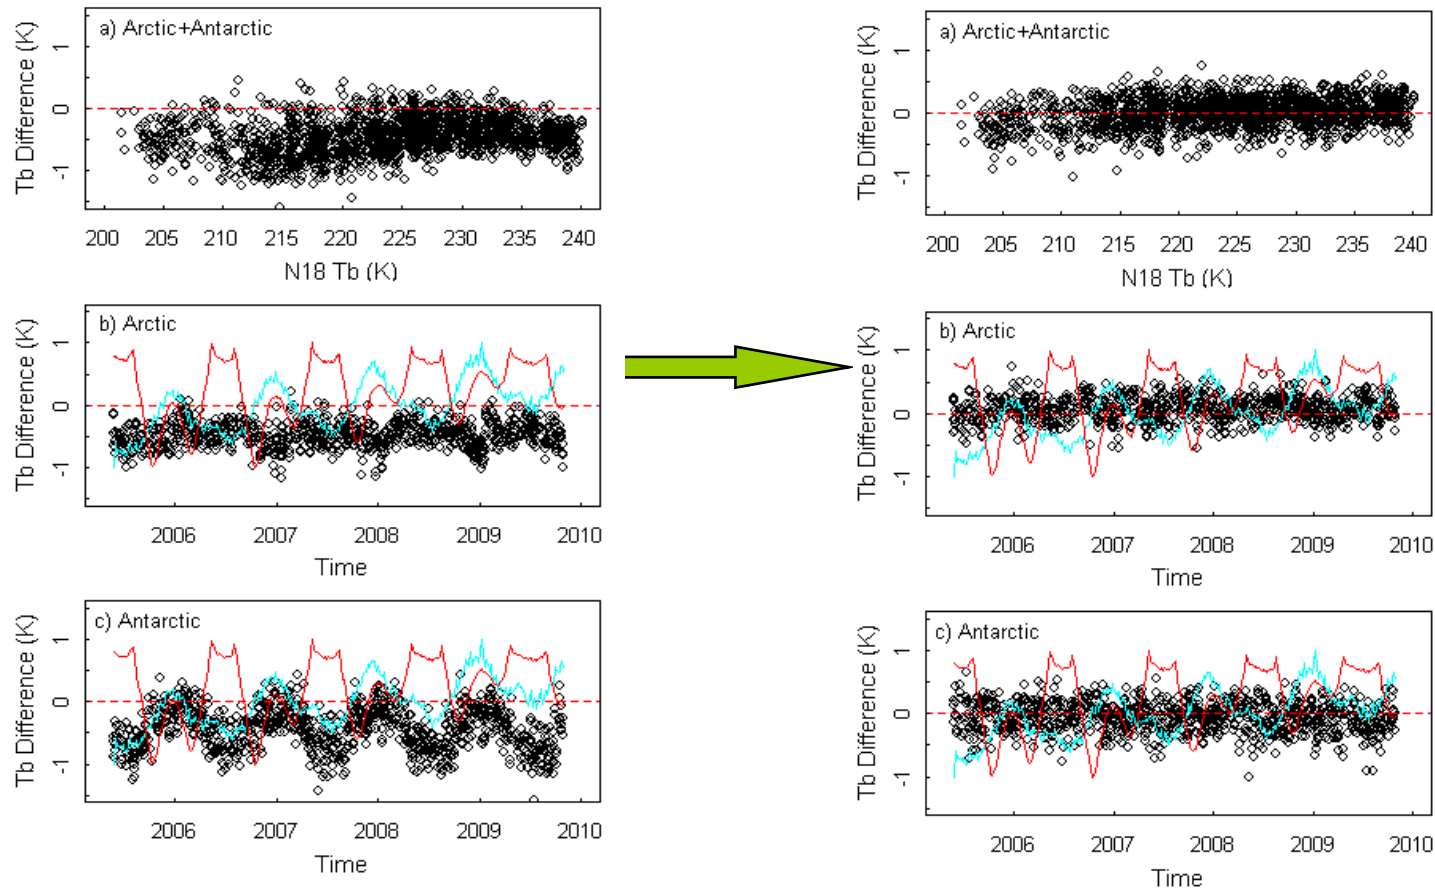 a) Arctic+Antarctic
Tb Difference (K)
1
0
-1
200 205 210 215 220 225 230 235 240
N18 Tb (K)
b) Arctic
Tb Difference (K)
1
0
-1
2006 2007 2008 2009 2010
Time
c) Antarctic
Tb Difference (K)
1
0
-1
2006 2007 2008 2009 2010
Time
a) Arctic+Antarctic
Tb Difference (K)
1
0
-1
200 205 210 215 220 225 230 235 240
N18 Tb (K)
b) Arctic
Tb Difference (K)
1
0
-1
2006 2007 2008 2009 2010
Time
c) Antarctic
Tb Difference (K)
1
0
-1
2006 2007 2008 2009 2010
Time